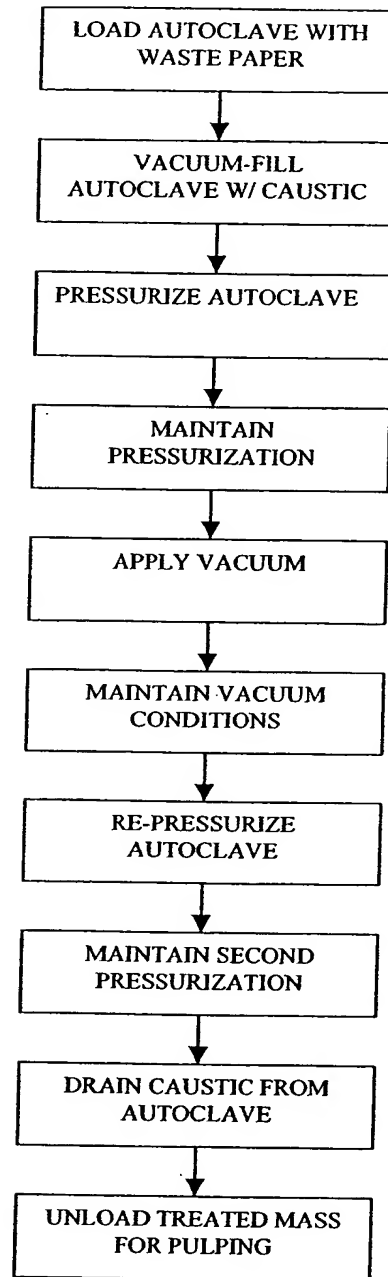 LOAD AUTOCLAVE WITH
WASTE PAPER
VACUUM-FILL
AUTOCLAVE W/ CAUSTIC
PRESSURIZE AUTOCLAVE
MAINTAIN
PRESSURIZATION
APPLY VACUUM
MAINTAIN VACUUM
CONDITIONS
RE-PRESSURIZE
AUTOCLAVE
MAINTAIN SECOND
PRESSURIZATION
DRAIN CAUSTIC FROM
AUTOCLAVE
UNLOAD TREATED MASS
FOR PULPING